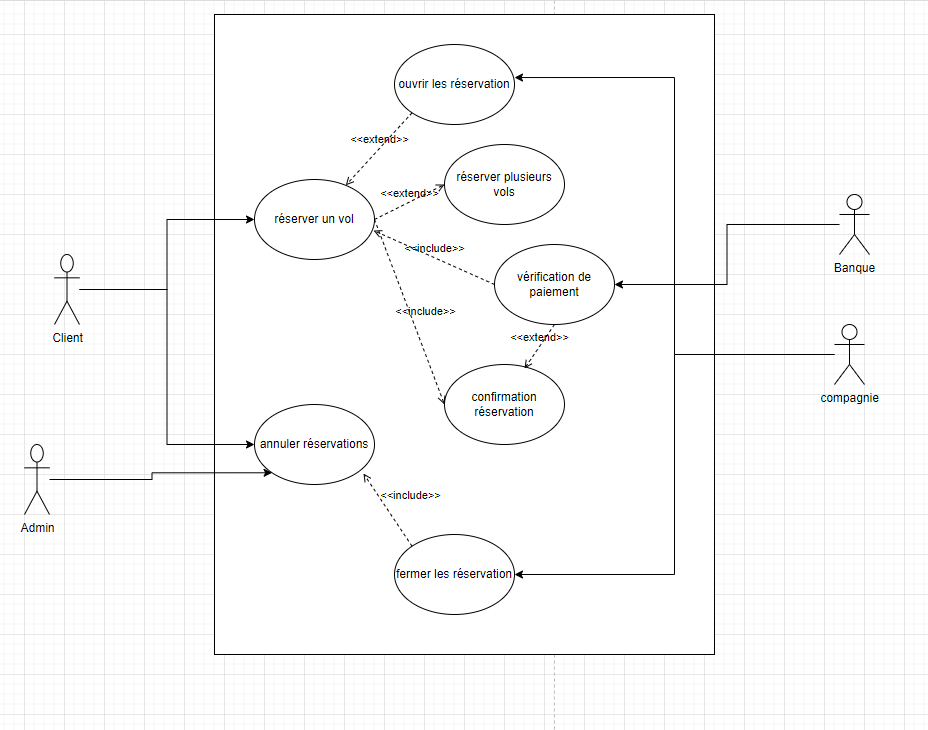 ouvrir les réservation
<<extend>>
réserver plusieurs
vols
<<extend>>
réserver un vol
<<include>>
vérification de
paiement
Banque
<<include>>
Client
<<extend>>
confirmation
réservation
compagnie
annuler réservations
<<include>>
Admin
fermer les réservation